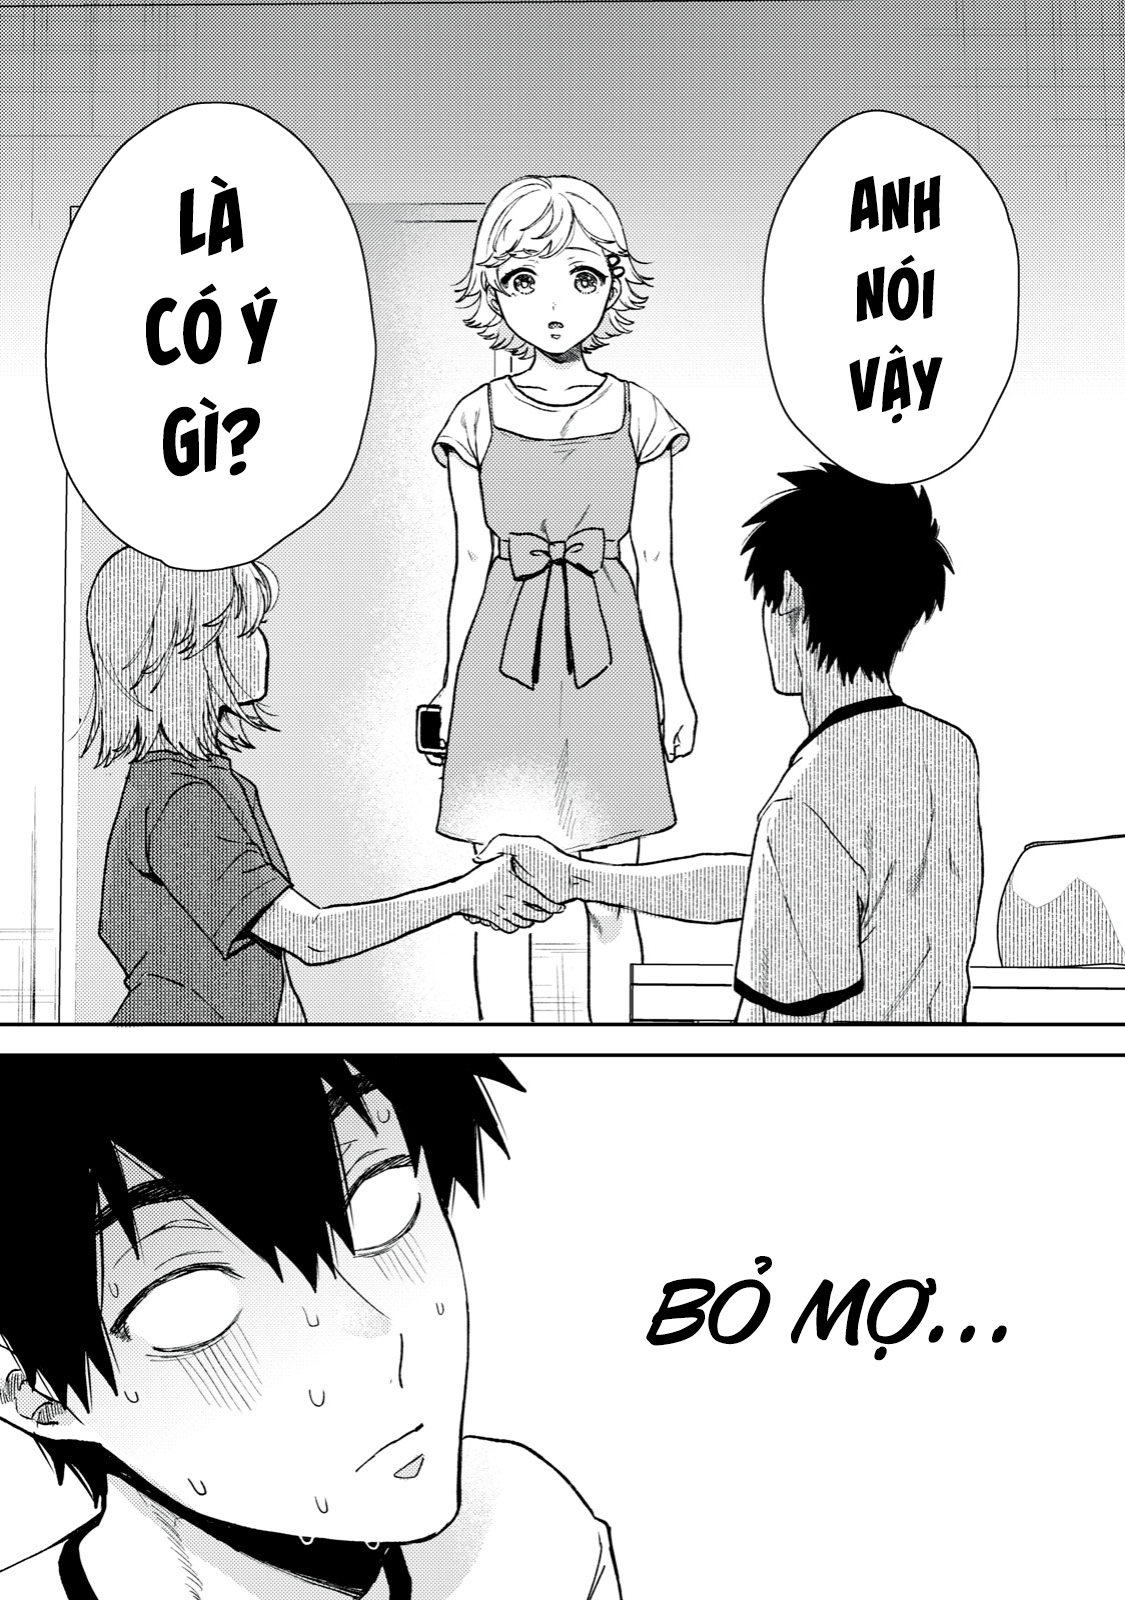 ANH
NÓI
VẬY
LÀ
CÓ Ý
GÌ?
BỎ MỢ...